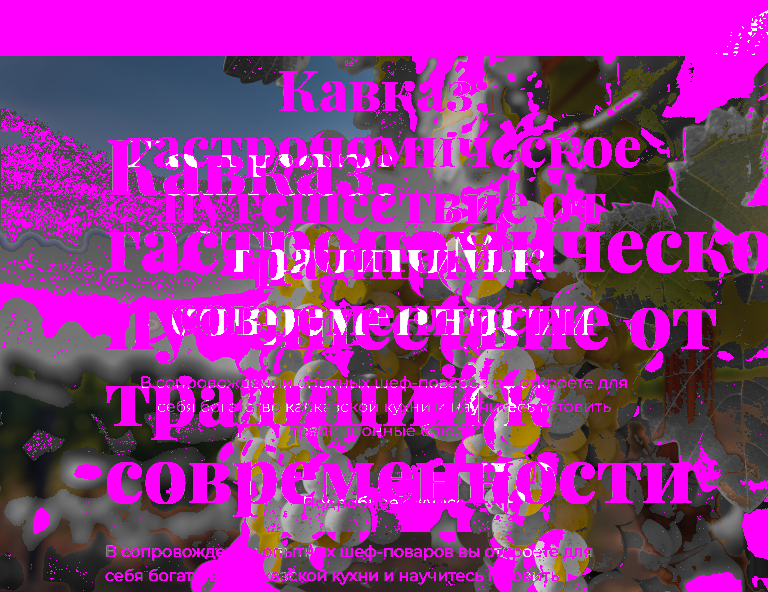 Кавказ:
гастрономическое
путешествие от
традиций к
современности
Кавказ:
гастрономическо
путешествие от
традиций к
современности
В сопровождении опытных шеф-поваров вы откроете для
себя богатство кавказской кухни и научитесь готовить
традиционные блюда
В сопровождении опытных шеф-поваров вы откроете для
себя богатство кавказской кухни и научитесь готовить